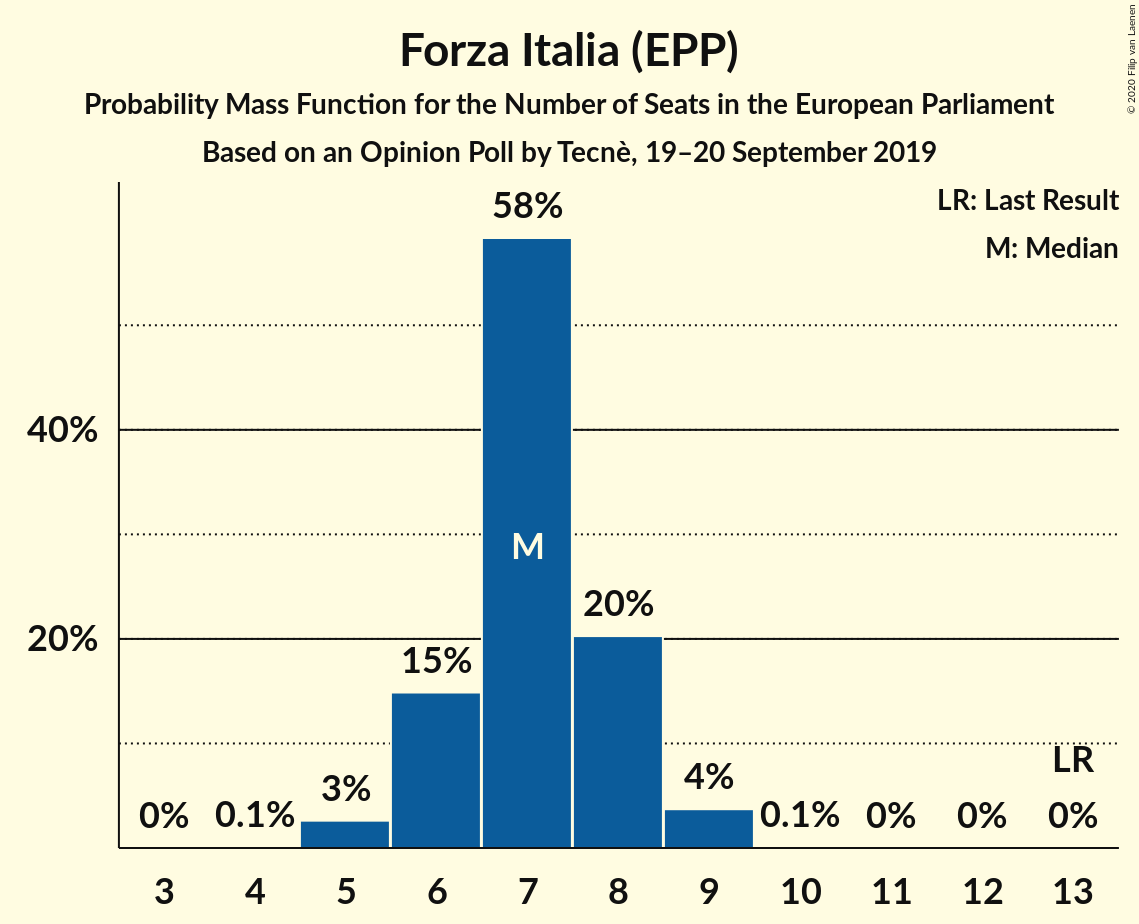 Forza Italia (EPP)
Probability Mass Function for the Number of Seats in the European Parliament
Based on an Opinion Poll by Tecnè, 19–20 September 2019
© 2020 Filip van Laenen
LR: Last Result
M: Median
58%
40%
M
20%
20%
15%
LR
4%
3%
0% 0.1% 0.1% 0% 0% 0%
3 4 5 6 7 8 9 10 11 12 13